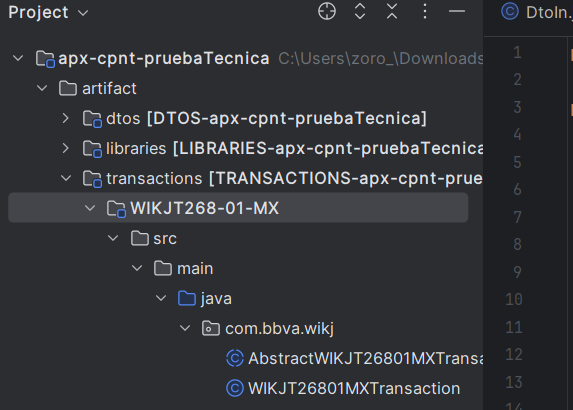 Project
DtoIn.
apx-cpnt-pruebaTecnica C:\Users\zoro_\Downloads
artifact
dtos [DTOS-apx-cpnt-pruebaTecnica]
libraries [LIBRARIES-apx-cpnt-pruebaTecnica
transactions [TRANSACTIONS-apx-cpnt-prue
WIKJT268-01-MX
src
main
java
com.bbva.wikj
AbstractWIKJT26801MXTransa
WIKJT26801MXTransaction
1
2
3
4
5
6
7
8
9
10
11
12
13
14